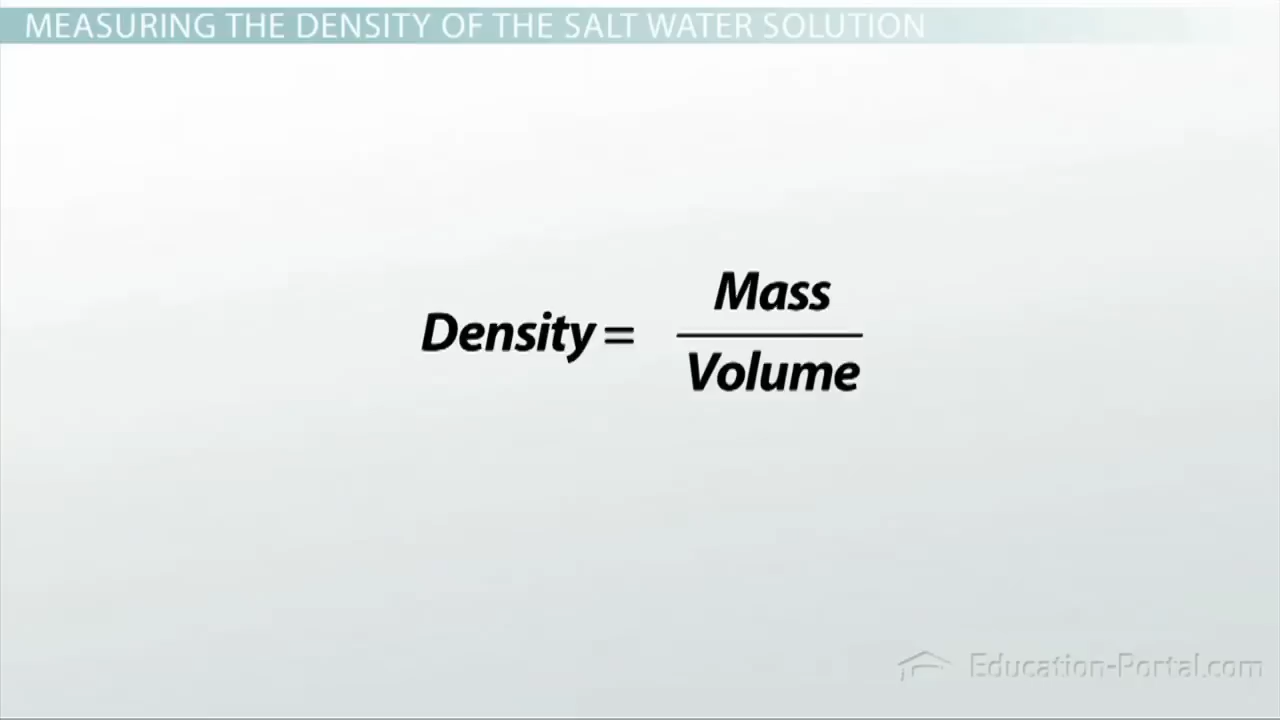 MEASURING THE DENSITY OF THE SALT WATER SOLUTION
Mass
Density =
Volume
Education-Portal.com